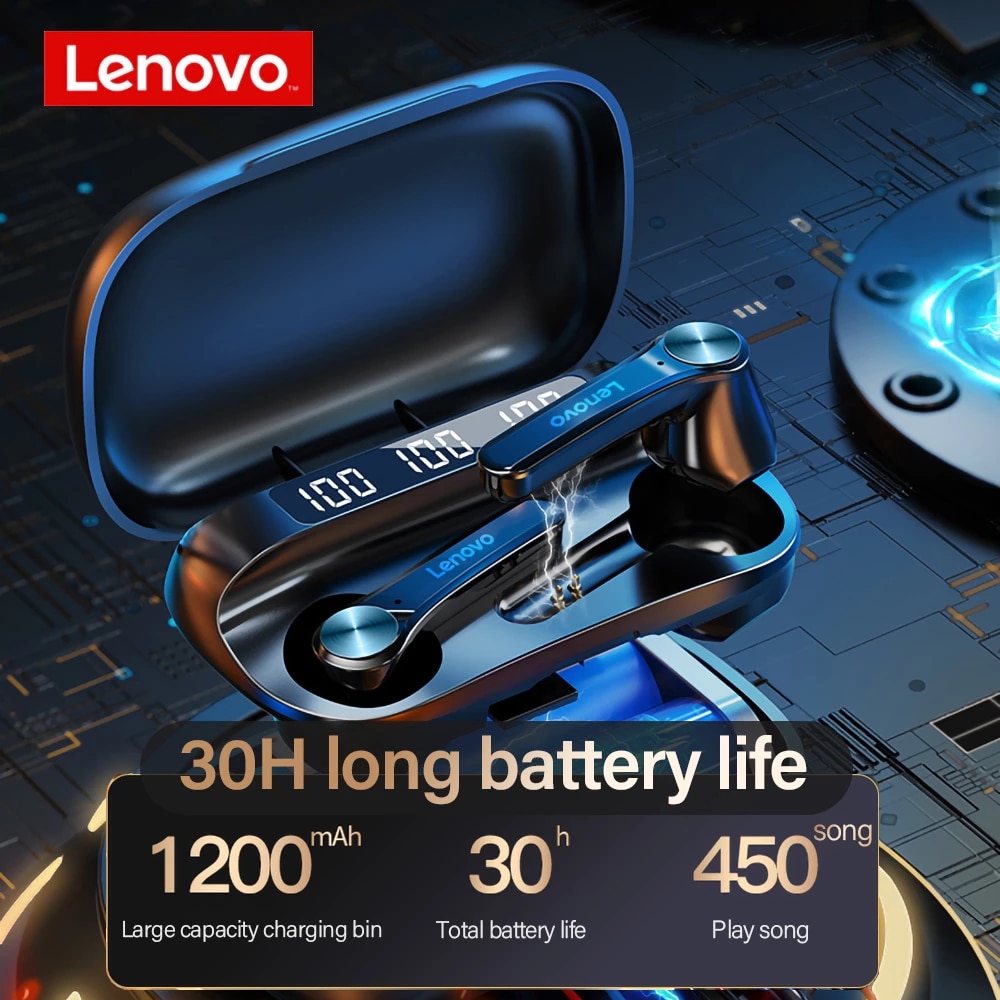 Lenovo™
Lenovo
100 100 100
Lenovo
30H long battery life
1200mAh
Large capacity charging bin
30h
Total battery life
450song
Play song